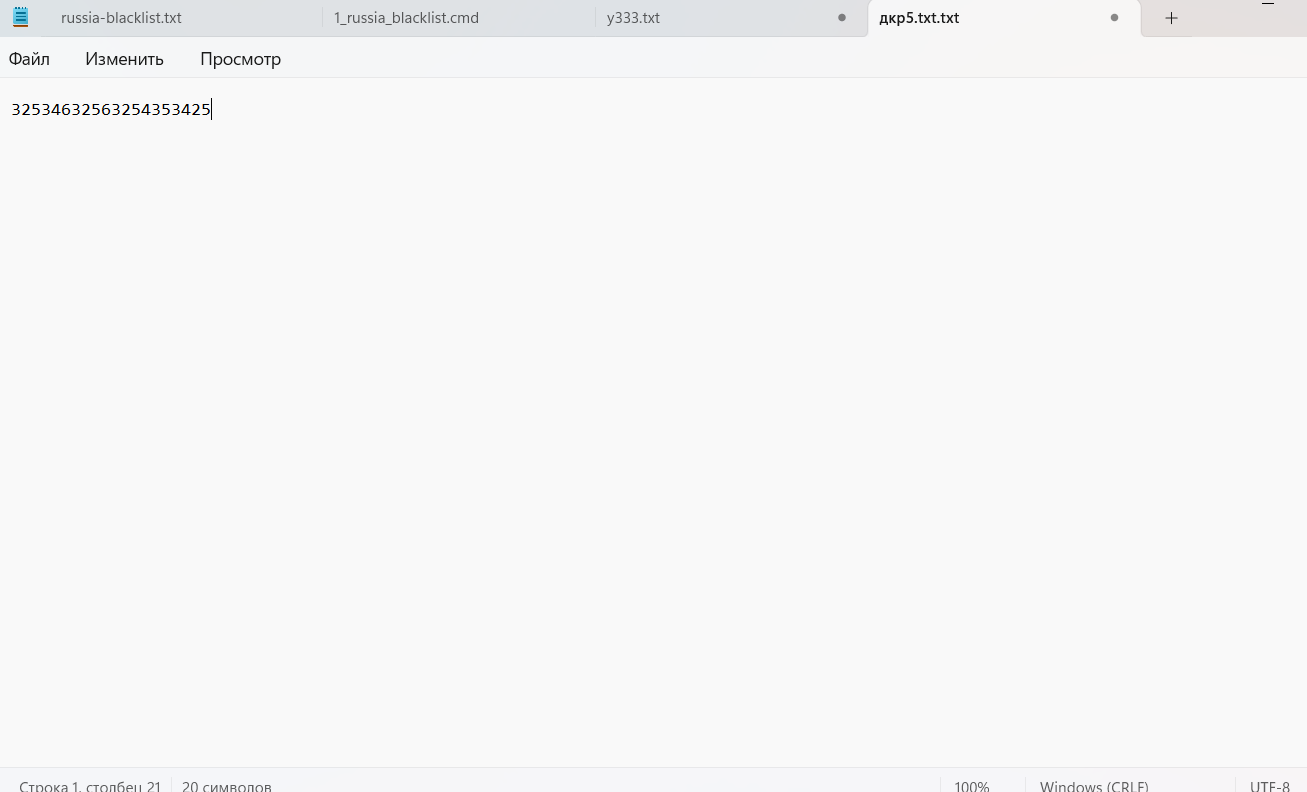 russia-blacklist.txt 1_russia_blacklist.cmd y333.txt дкр5.txt.txt
Файл Изменить Просмотр
32534632563254353425
Строка 1, столбец 21 20 символов 100% Windows (CRLF) UTF-8